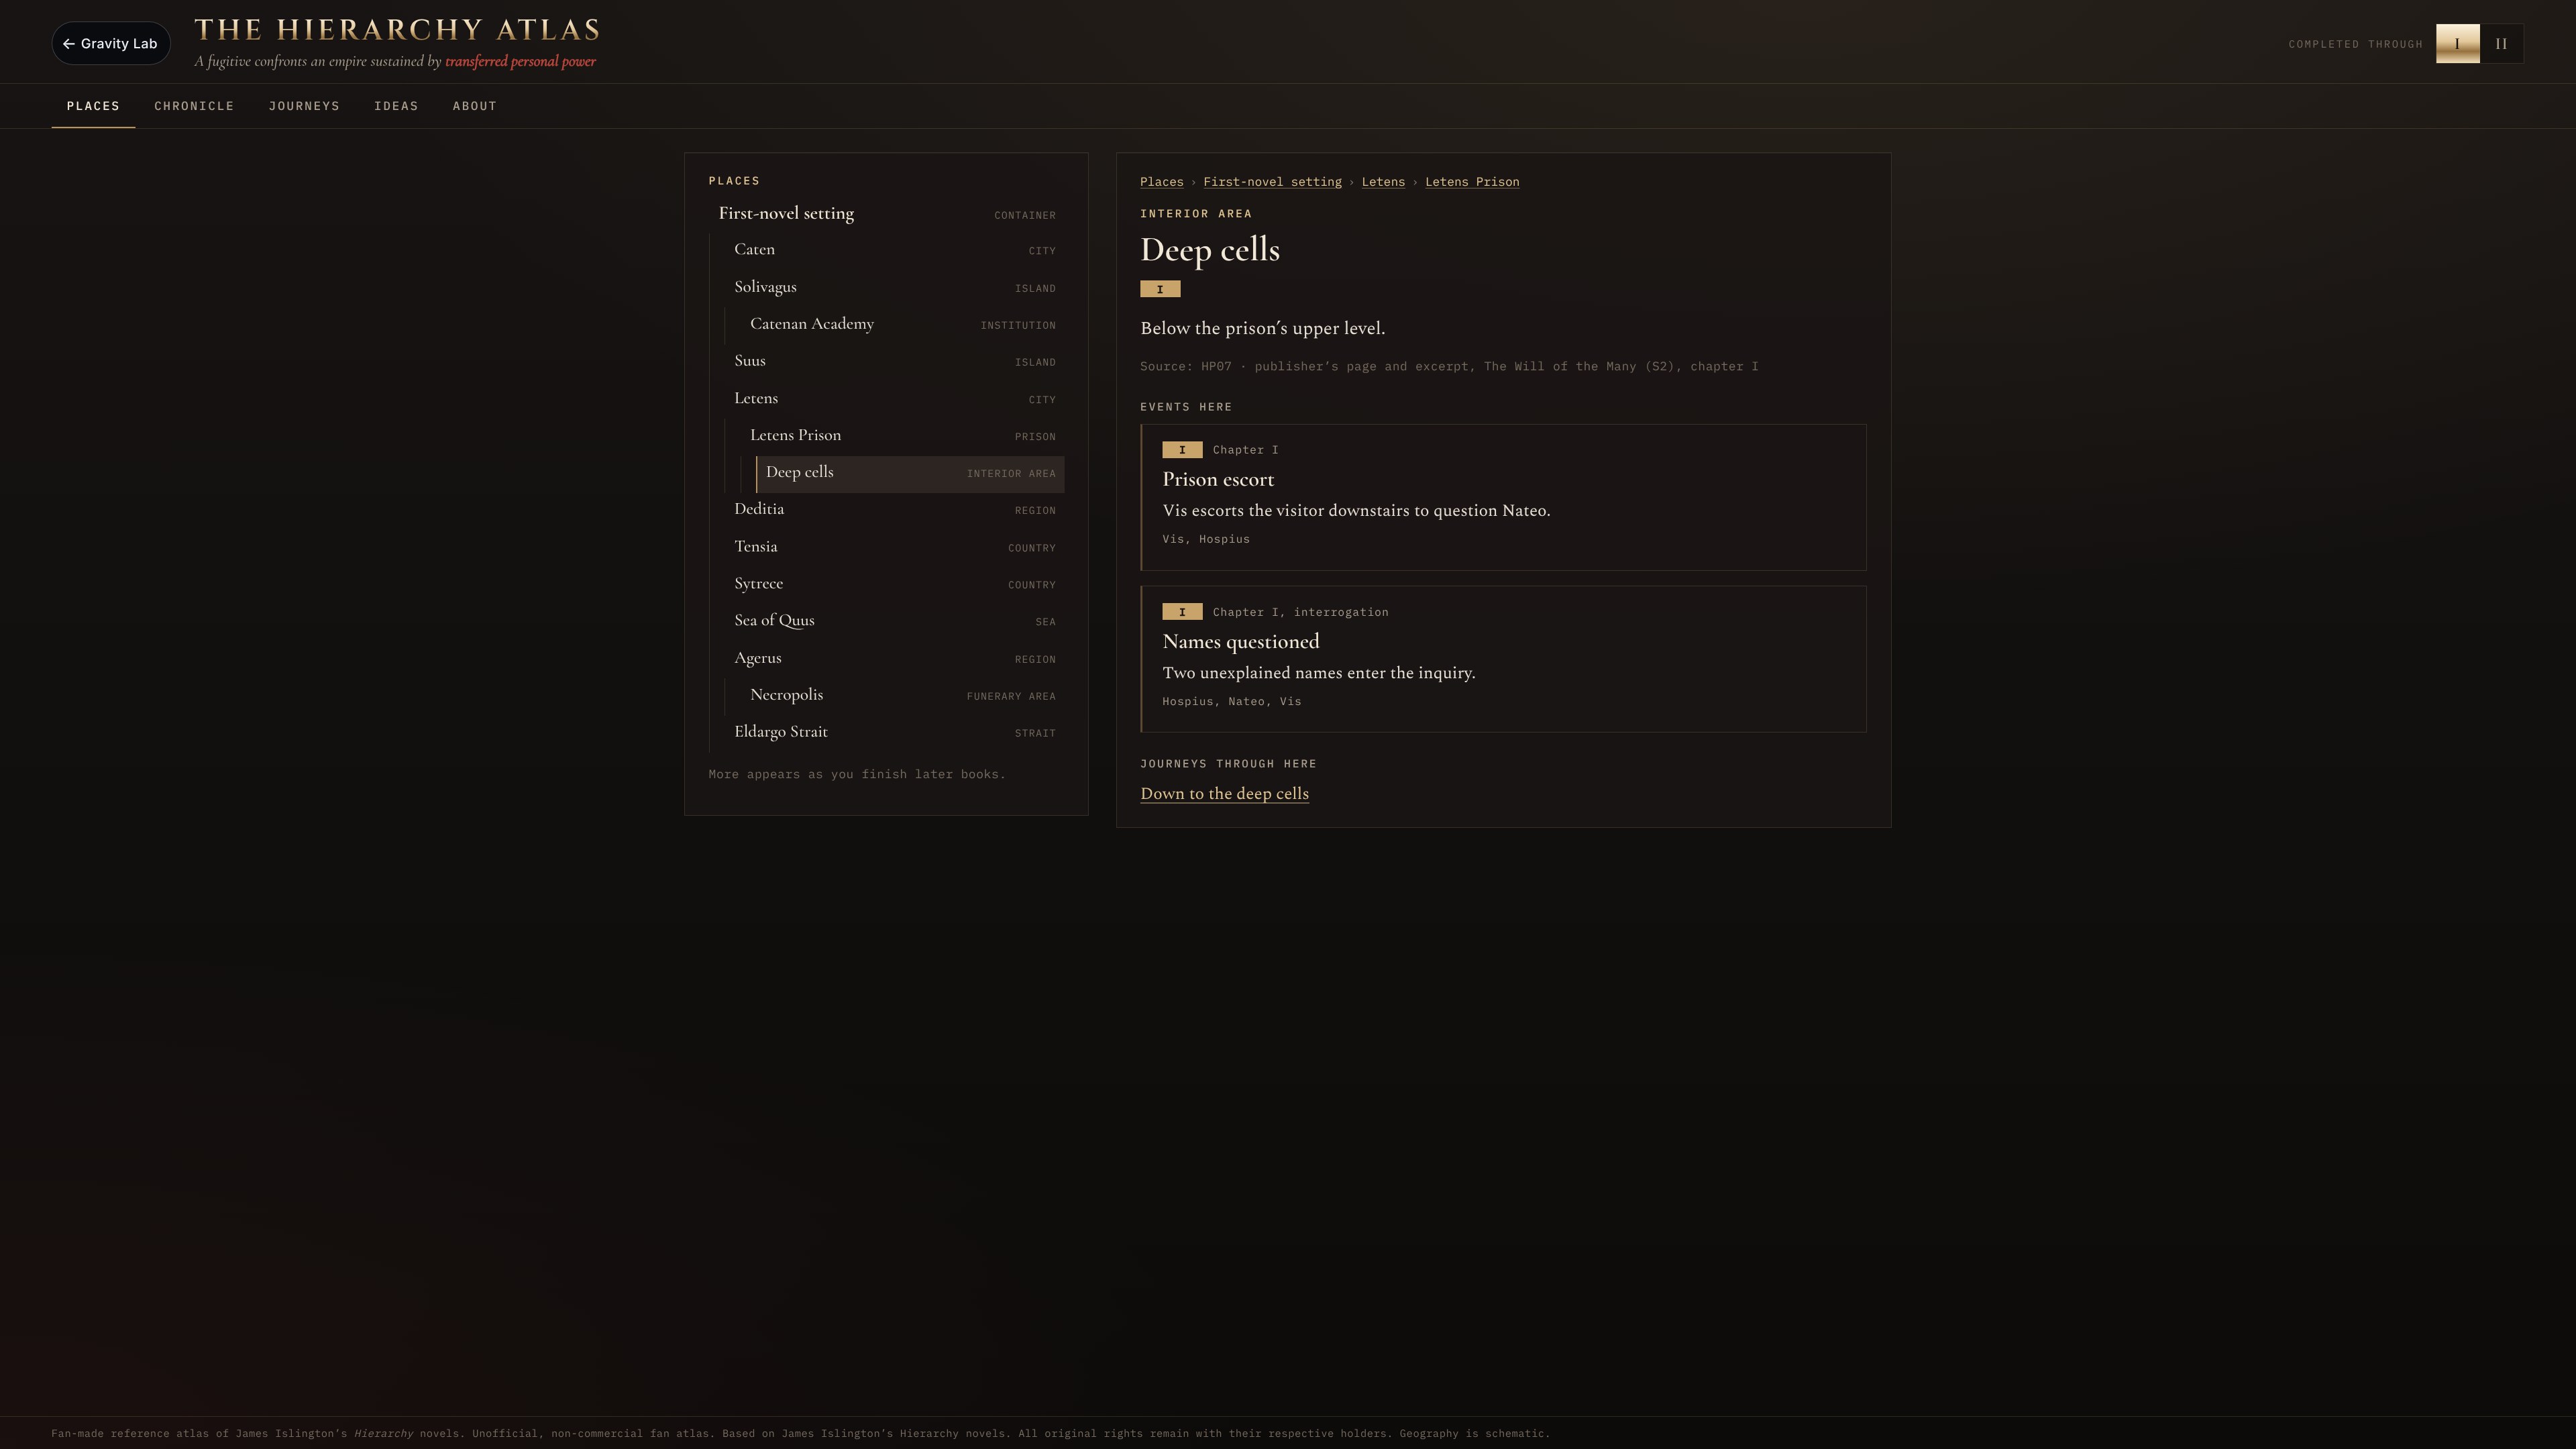 ← Gravity Lab
THE HIERARCHY ATLAS
A fugitive confronts an empire sustained by transferred personal power
COMPLETED THROUGH
I
II
PLACES
CHRONICLE
JOURNEYS
IDEAS
ABOUT
PLACES
First-novel setting CONTAINER
Caten CITY
Solivagus ISLAND
Catenan Academy INSTITUTION
Suus ISLAND
Letens CITY
Letens Prison PRISON
Deep cells INTERIOR AREA
Deditia REGION
Tensia COUNTRY
Sytrece COUNTRY
Sea of Quus SEA
Agerus REGION
Necropolis FUNERARY AREA
Eldargo Strait STRAIT
More appears as you finish later books.
Places › First-novel setting › Letens › Letens Prison
INTERIOR AREA
Deep cells
I
Below the prison’s upper level.
Source: HP07 · publisher’s page and excerpt, The Will of the Many (S2), chapter I
EVENTS HERE
I Chapter I
Prison escort
Vis escorts the visitor downstairs to question Nateo.
Vis, Hospius
I Chapter I, interrogation
Names questioned
Two unexplained names enter the inquiry.
Hospius, Nateo, Vis
JOURNEYS THROUGH HERE
Down to the deep cells
Fan-made reference atlas of James Islington’s Hierarchy novels. Unofficial, non-commercial fan atlas. Based on James Islington’s Hierarchy novels. All original rights remain with their respective holders. Geography is schematic.